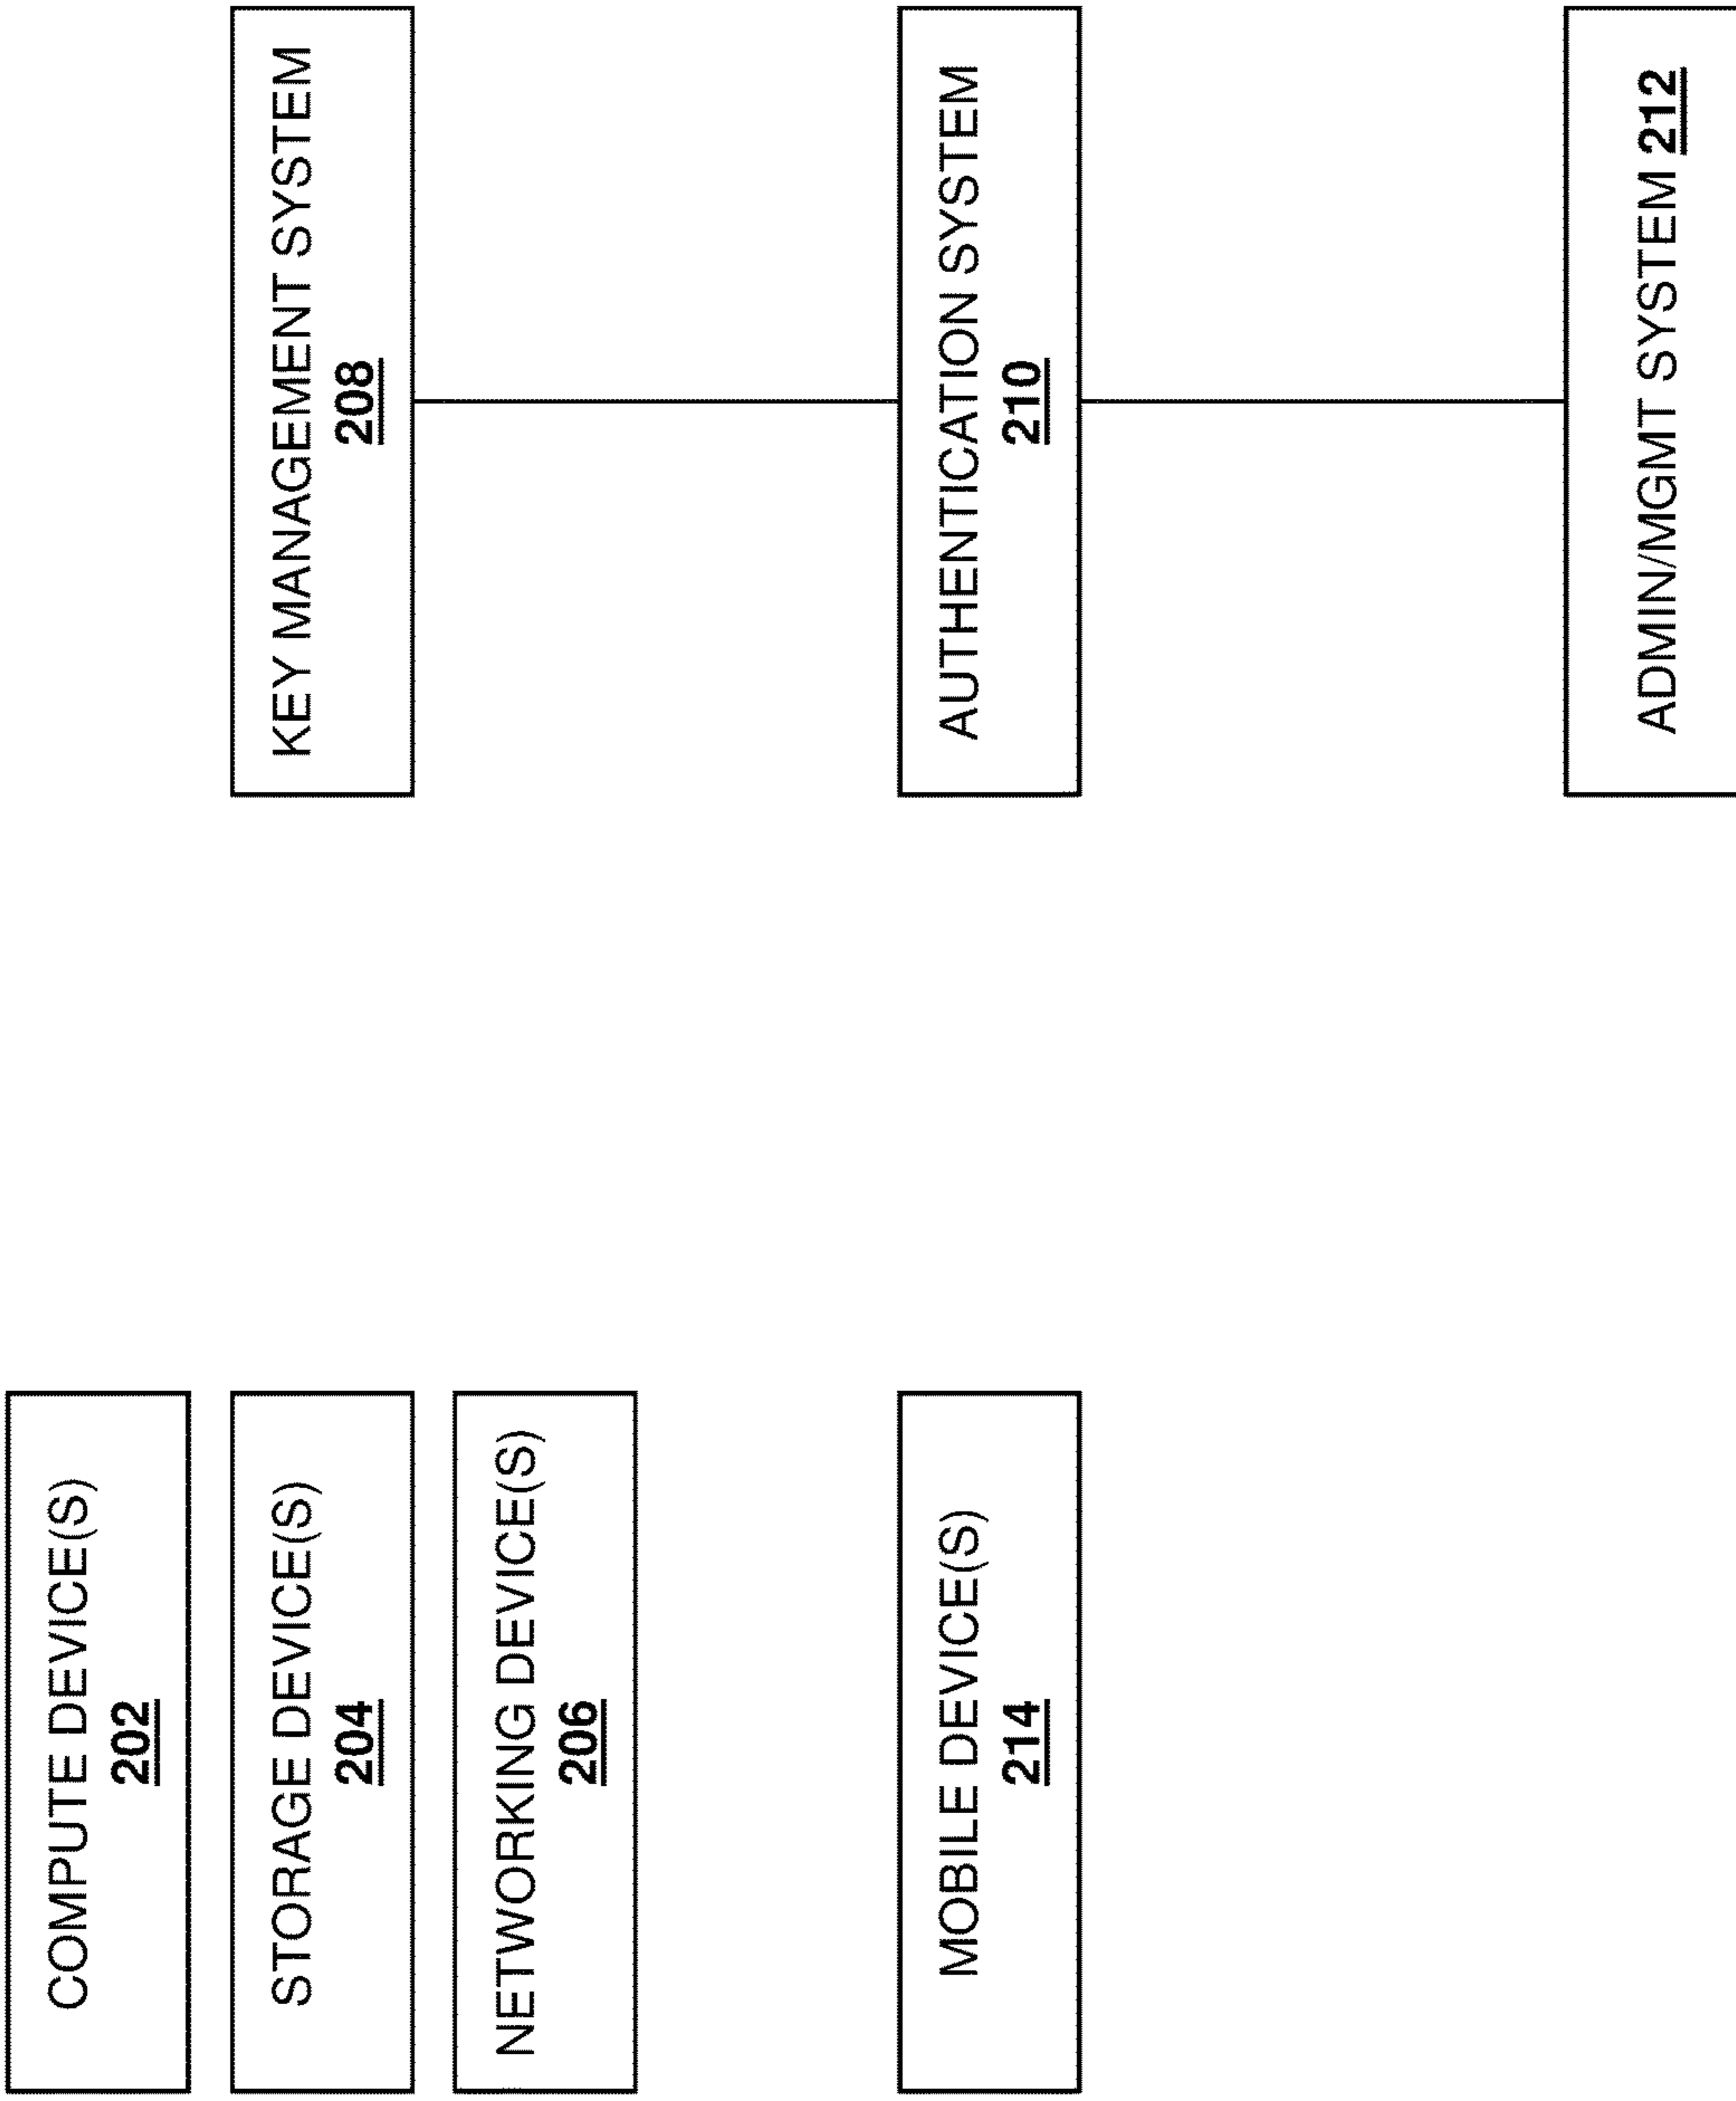 COMPUTE DEVICE(S)
202
STORAGE DEVICE(S)
204
NETWORKING DEVICE(S)
206
MOBILE DEVICE(S)
214
KEY MANAGEMENT SYSTEM
208
AUTHENTICATION SYSTEM
210
ADMIN/MGMT SYSTEM 212